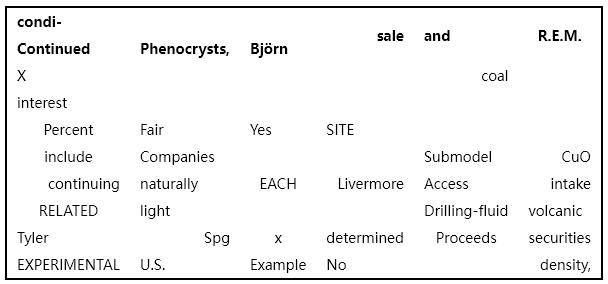 condi-
Continued Phenocrysts, Björn sale and R.E.M.
X coal
interest
Percent Fair Yes SITE
include Companies Submodel CuO
continuing naturally EACH Livermore Access intake
RELATED light Drilling-fluid volcanic
Tyler Spg x determined Proceeds securities
EXPERIMENTAL U.S. Example No density,